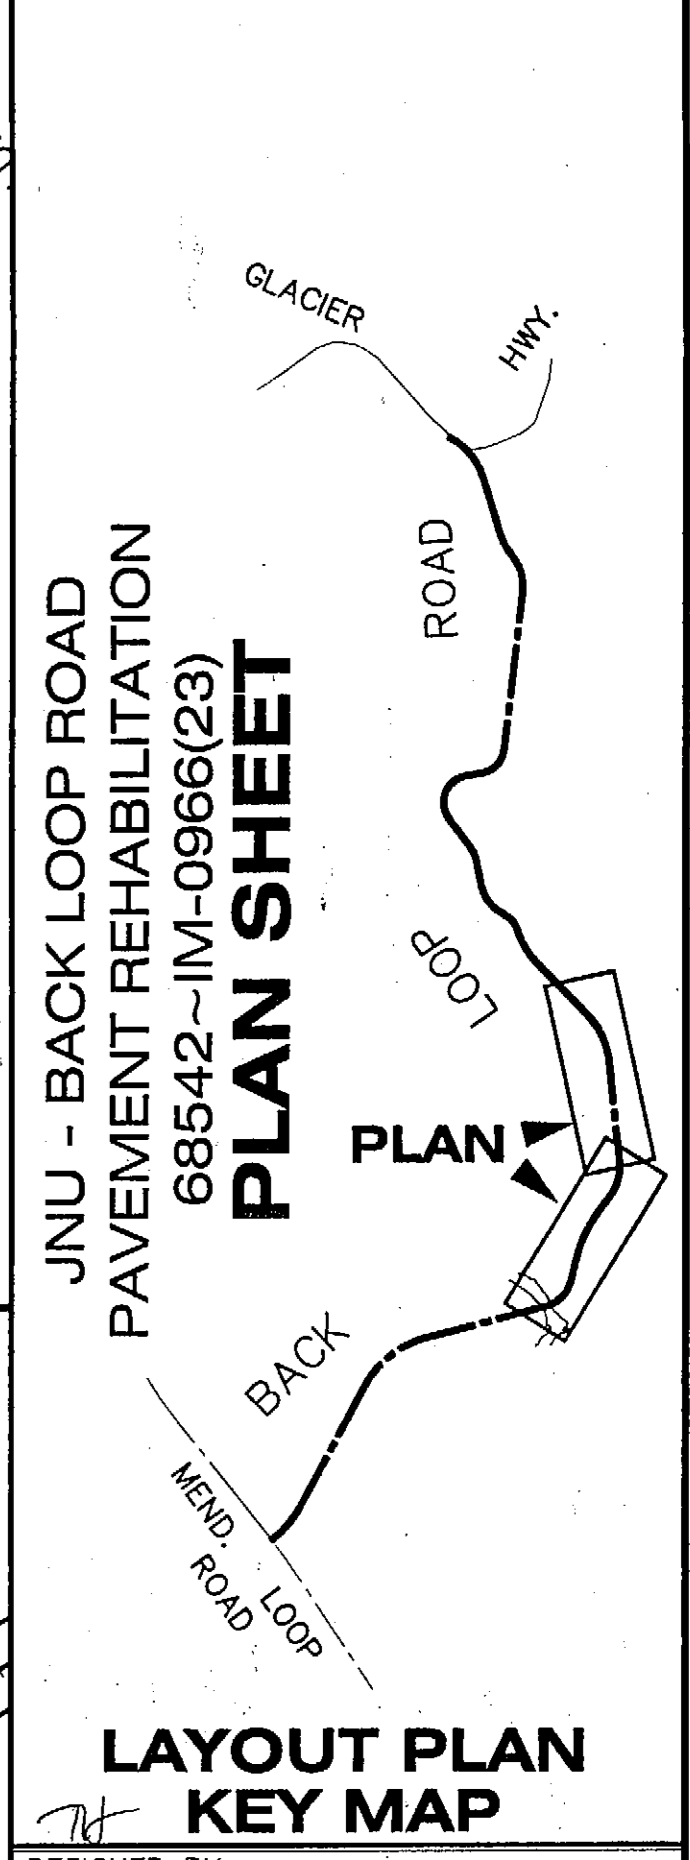 JNU - BACK LOOP ROAD
PAVEMENT REHABILITATION
68542~IM-0966(23)
PLAN SHEET
GLACIER
HWY.
ROAD
LOOP
PLAN
BACK
MEND.
LOOP
ROAD
LAYOUT PLAN
KEY MAP